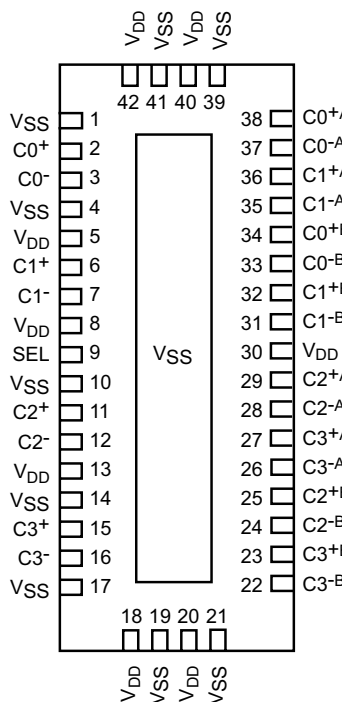 VDD VSS VDD VSS
42 41 40 39
VSS 1
C0+ 2
C0- 3
VSS 4
VDD 5
C1+ 6
C1- 7
VDD 8
SEL 9
VSS 10
C2+ 11
C2- 12
VDD 13
VSS 14
C3+ 15
C3- 16
VSS 17
VSS
38 C0+A
37 C0-A
36 C1+A
35 C1-A
34 C0+B
33 C0-B
32 C1+B
31 C1-B
30 VDD
29 C2+A
28 C2-A
27 C3+A
26 C3-A
25 C2+B
24 C2-B
23 C3+B
22 C3-B
18 19 20 21
VDD VSS VDD VSS